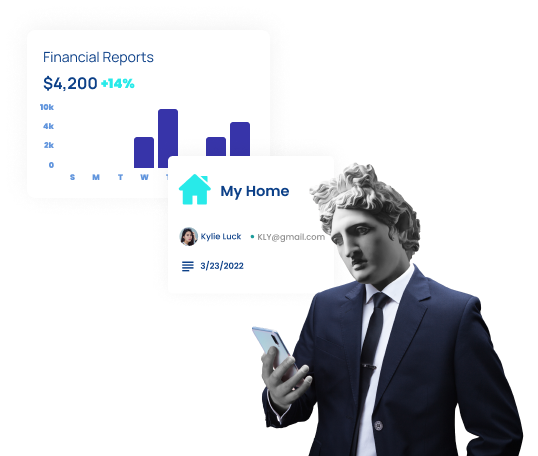 Financial Reports
$4,200 +14%
10k
4k
2k
0
S M T W
My Home
Kylie Luck • KLY@gmail.com
3/23/2022